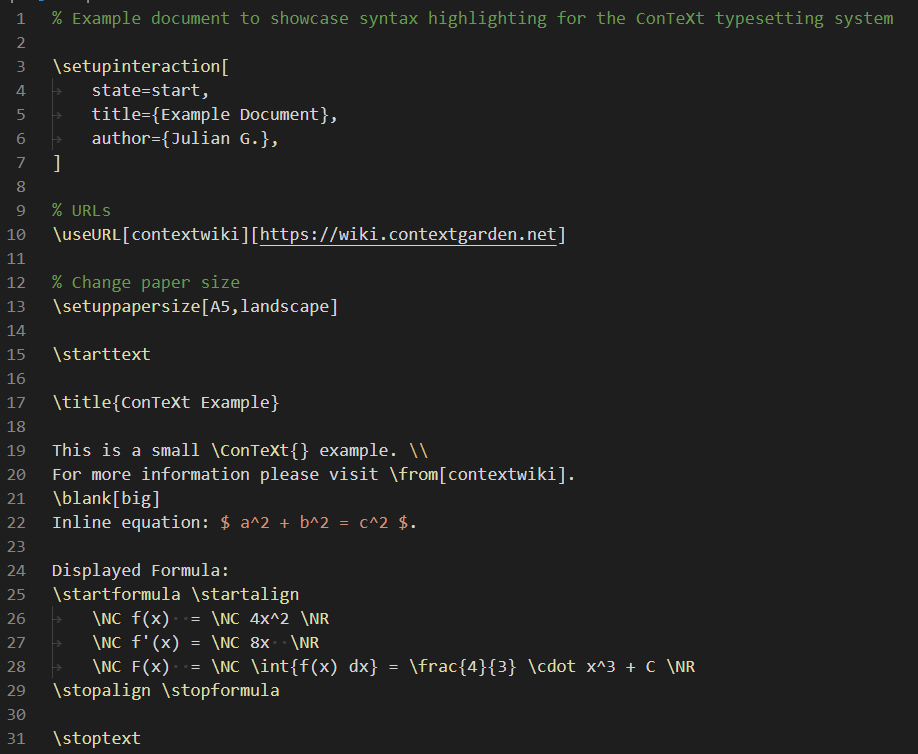 1 % Example document to showcase syntax highlighting for the ConTeXt typesetting system
2
3 \setupinteraction[
4 state=start,
5 title={Example Document},
6 author={Julian G.},
7 ]
8
9 % URLs
10 \useURL[contextwiki][https://wiki.contextgarden.net]
11
12 % Change paper size
13 \setuppapersize[A5,landscape]
14
15 \starttext
16
17 \title{ConTeXt Example}
18
19 This is a small \ConTeXt{} example. \\
20 For more information please visit \from[contextwiki].
21 \blank[big]
22 Inline equation: $ a^2 + b^2 = c^2 $.
23
24 Displayed Formula:
25 \startformula \startalign
26 \NC f(x)  = \NC 4x^2 \NR
27 \NC f'(x) = \NC 8x  \NR
28 \NC F(x)  = \NC \int{f(x) dx} = \frac{4}{3} \cdot x^3 + C \NR
29 \stopalign \stopformula
30
31 \stoptext